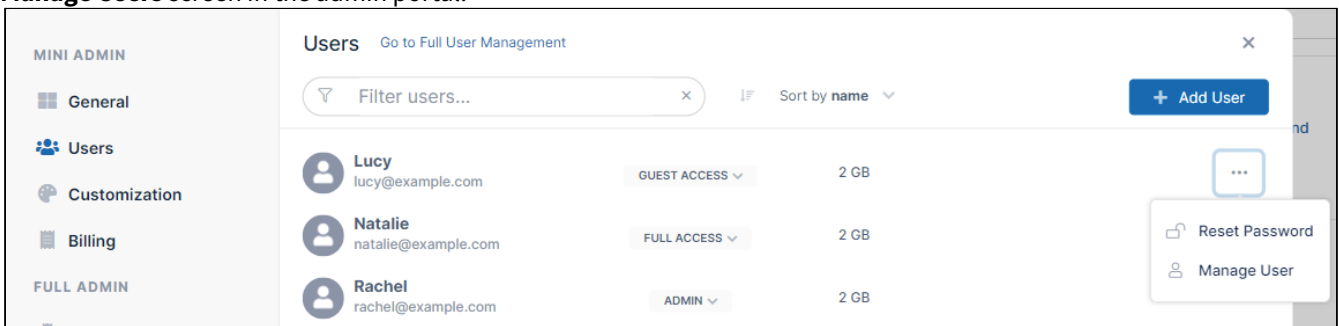 Manage Users screen in the admin portal.
MINI ADMIN
General
Users
Customization
Billing
FULL ADMIN
Users Go to Full User Management
Filter users...
Sort by name
+ Add User
Lucy
lucy@example.com
GUEST ACCESS
2 GB
Natalie
natalie@example.com
FULL ACCESS
2 GB
Rachel
rachel@example.com
ADMIN
2 GB
Reset Password
Manage User
nd